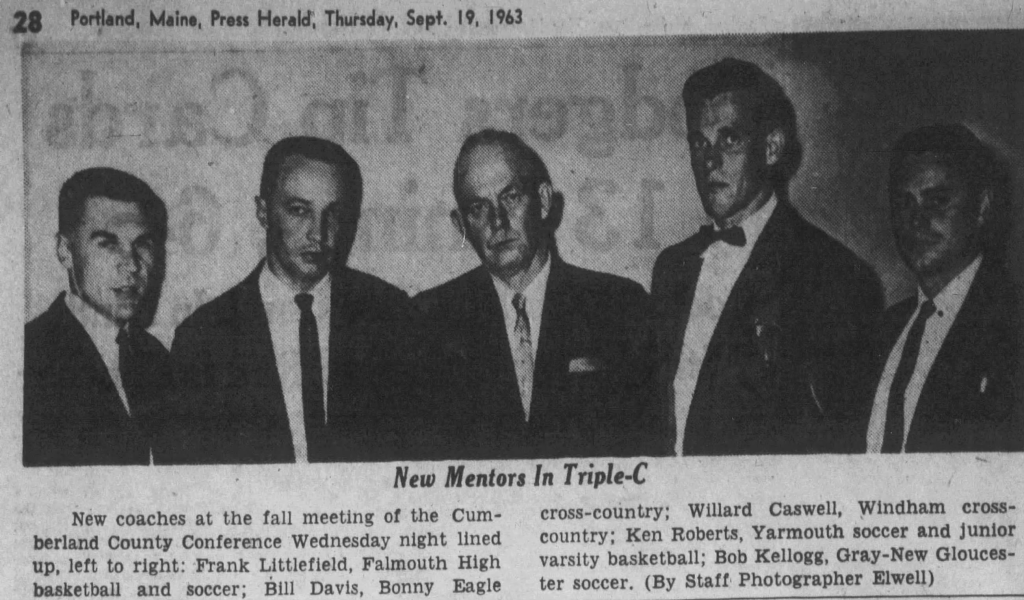 28 Portland, Maine, Press Herald, Thursday, Sept. 19, 1963
New Mentors In Triple-C
New coaches at the fall meeting of the Cum-
berland County Conference Wednesday night lined
up, left to right: Frank Littlefield, Falmouth High
basketball and soccer; Bill Davis, Bonny Eagle
cross-country; Willard Caswell, Windham cross-
country; Ken Roberts, Yarmouth soccer and junior
varsity basketball; Bob Kellogg, Gray-New Glouces-
ter soccer. (By Staff Photographer Elwell)